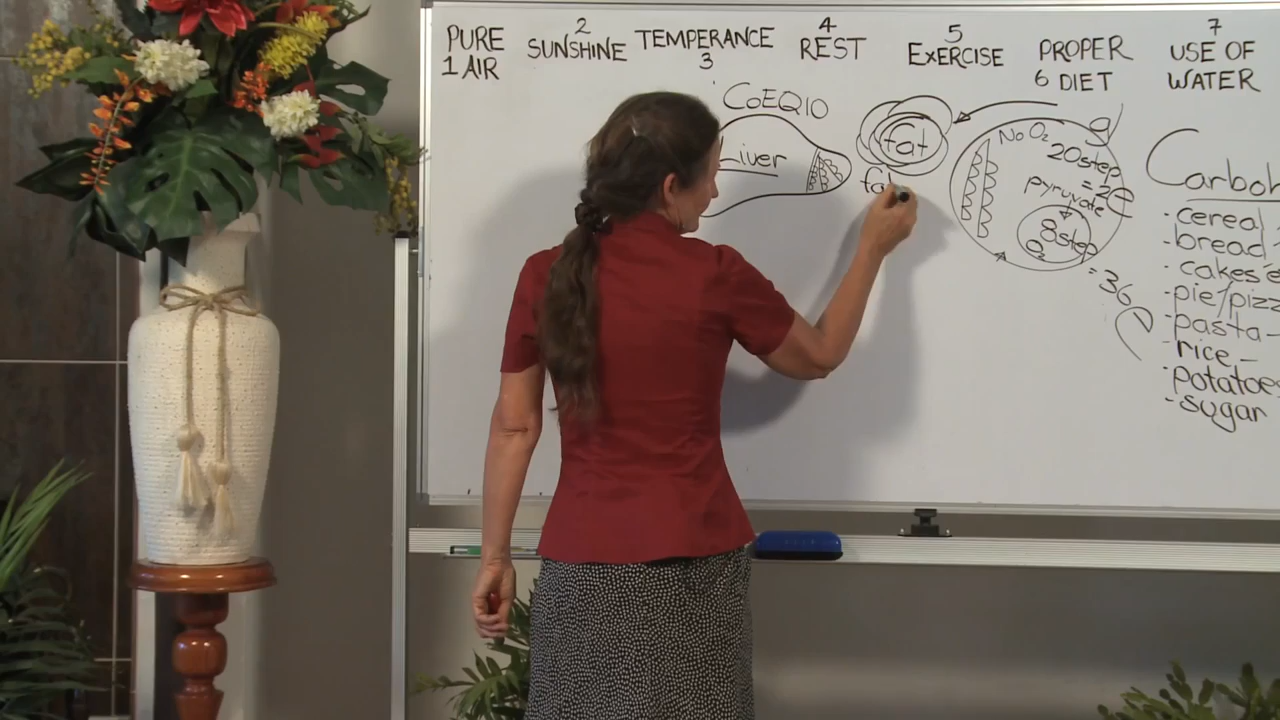 PURE
1 AIR
2
SUNSHINE
TEMPERANCE
3
4
REST
5
EXERCISE
PROPER
6 DIET
7
USE OF
WATER
CoEQ10
Liver
fat
fat
No O2
20step
= 2e
pyruvate
8step
O2
= 36
g
Carboh
· cereal
- bread
· cakes
- pie/pizz
· pasta -
· rice -
· potatoes
- sugar